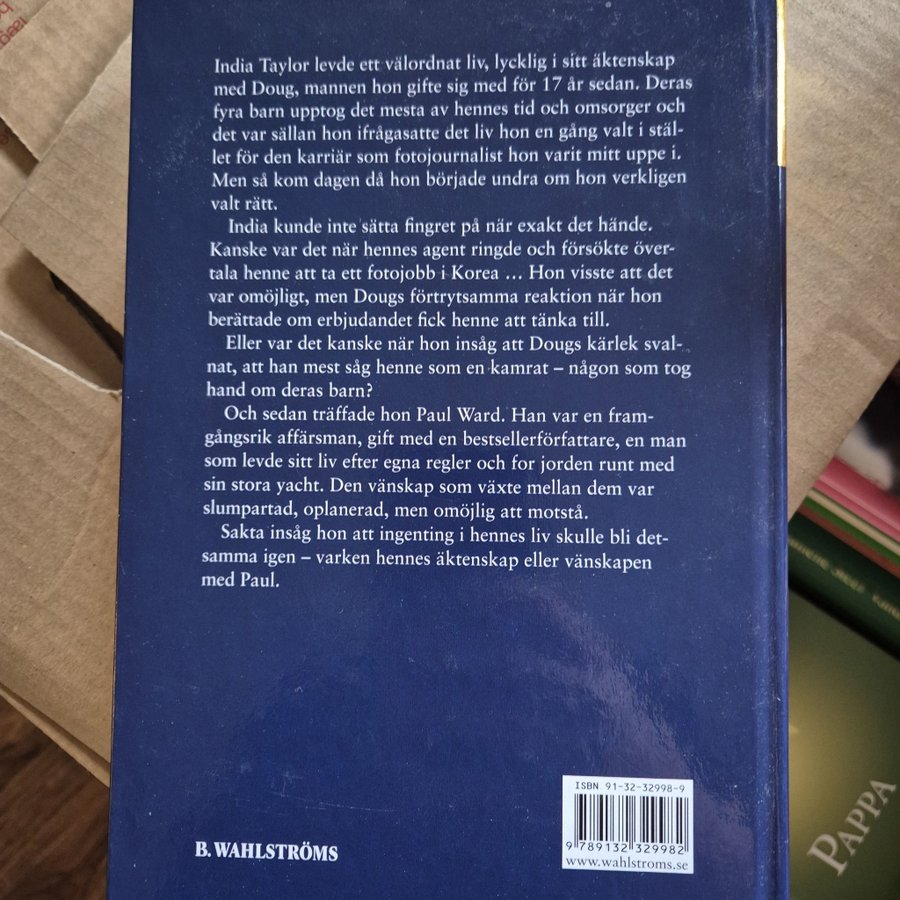 India Taylor levde ett välordnat liv, lycklig i sitt äktenskap
med Doug, mannen hon gifte sig med för 17 år sedan. Deras
fyra barn upptog det mesta av hennes tid och omsorger och
det var sällan hon ifrågasatte det liv hon en gång valt i stäl-
let för den karriär som fotojournalist hon varit mitt uppe i.
Men så kom dagen då hon började undra om hon verkligen
valt rätt.
India kunde inte sätta fingret på när exakt det hände.
Kanske var det när hennes agent ringde och försökte över-
tala henne att ta ett fotojobb i Korea … Hon visste att det
var omöjligt, men Dougs förtrytsamma reaktion när hon
berättade om erbjudandet fick henne att tänka till.
Eller var det kanske när hon insåg att Dougs kärlek sval-
nat, att han mest såg henne som en kamrat – någon som tog
hand om deras barn?
Och sedan träffade hon Paul Ward. Han var en fram-
gångsrik affärsman, gift med en bestsellerförfattare, en man
som levde sitt liv efter egna regler och for jorden runt med
sin stora yacht. Den vänskap som växte mellan dem var
slumpartad, oplanerad, men omöjlig att motstå.
Sakta insåg hon att ingenting i hennes liv skulle bli det-
samma igen – varken hennes äktenskap eller vänskapen
med Paul.
ISBN 91-32-32998-9
9 789132 329982
www.wahlstroms.se
B. WAHLSTRÖMS
PAPPA